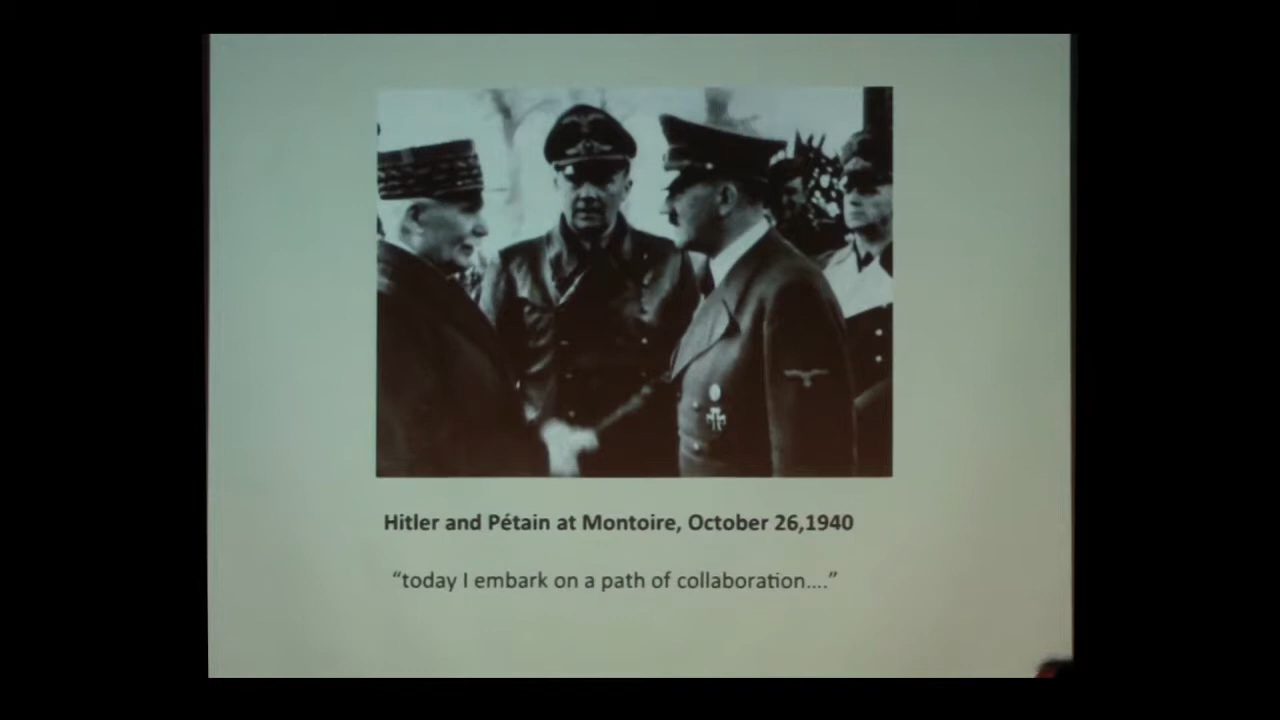 Hitler and Pétain at Montoire, October 26,1940
“today I embark on a path of collaboration....”